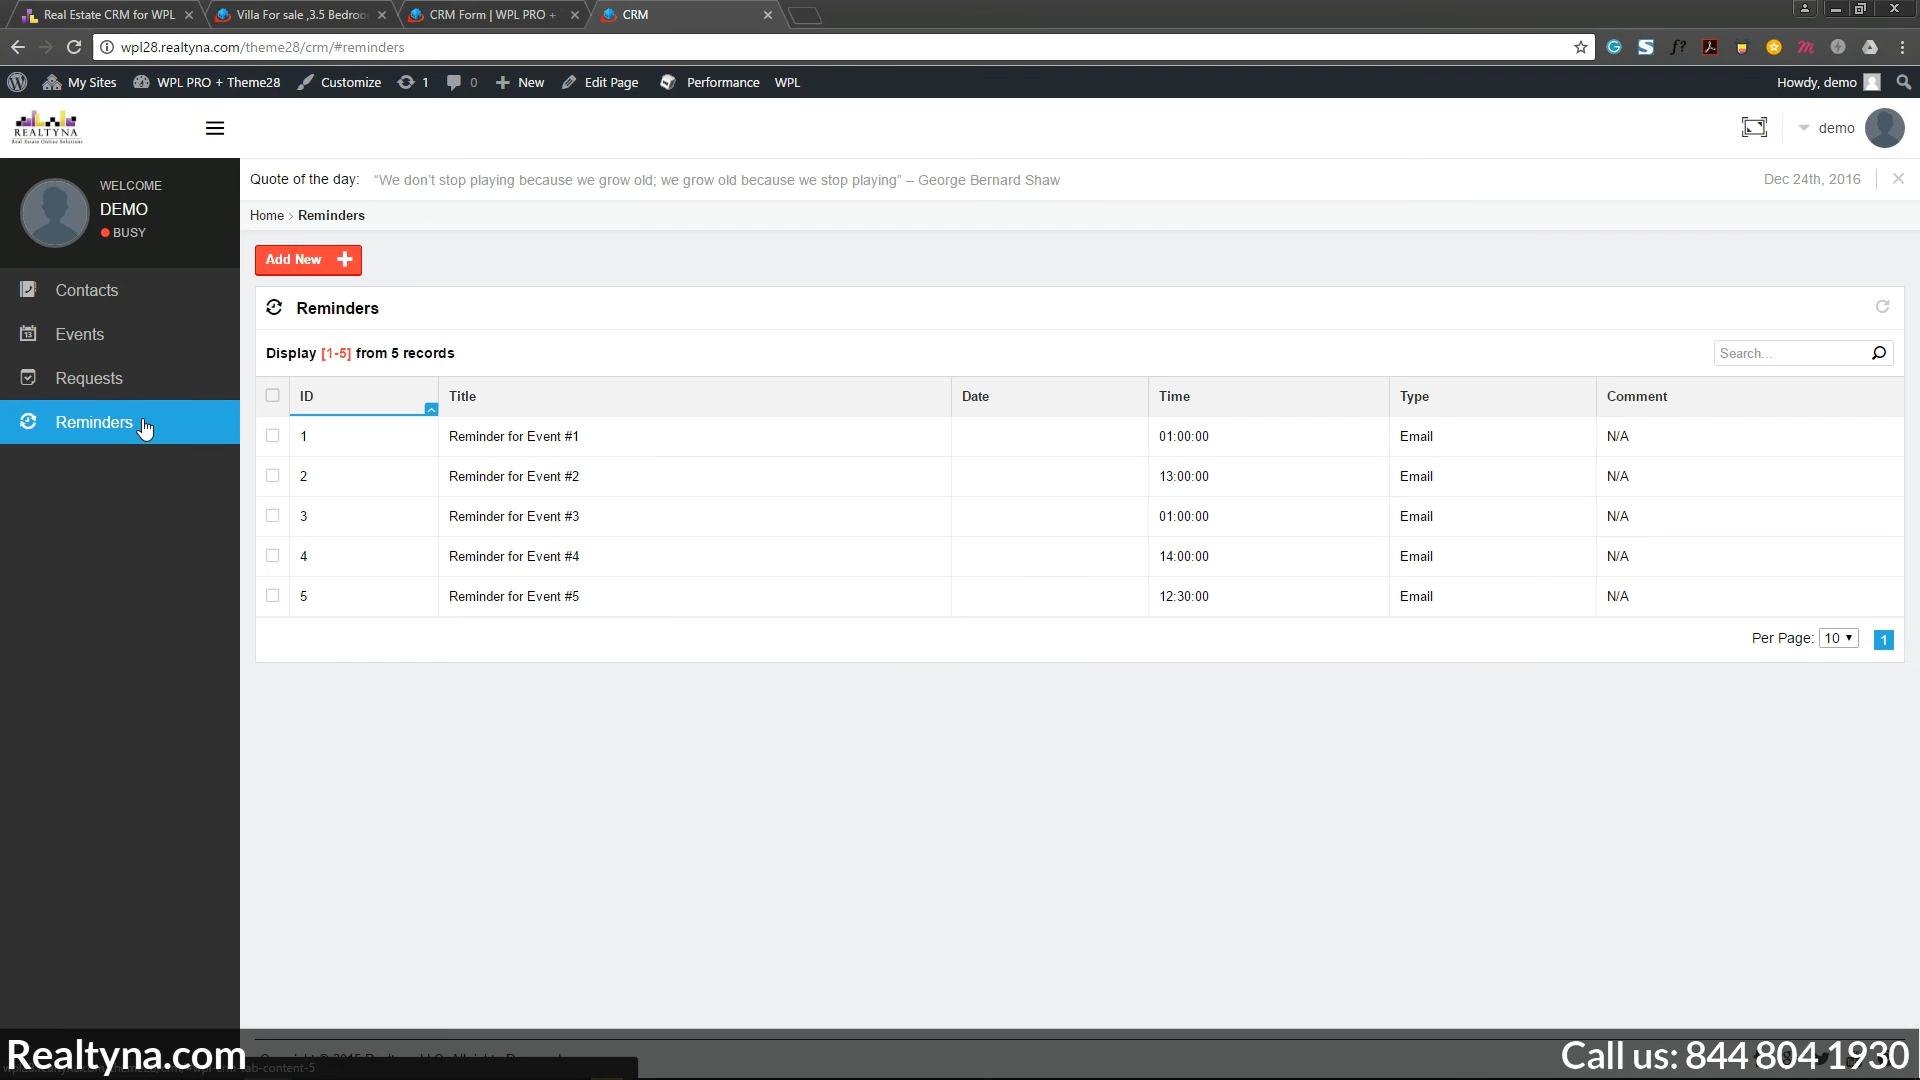 Real Estate CRM for WPL
Villa For sale ,3.5 Bedroo
CRM Form | WPL PRO +
CRM
wpl28.realtyna.com/theme28/crm/#reminders
My Sites
WPL PRO + Theme28
Customize
1
0
New
Edit Page
Performance
WPL
Howdy, demo
REALTYNA
Real Estate Online Solutions
demo
WELCOME
DEMO
BUSY
Quote of the day: “We don’t stop playing because we grow old; we grow old because we stop playing” – George Bernard Shaw
Dec 24th, 2016
Home › Reminders
Contacts
Events
Requests
Reminders
Add New
Reminders
Display [1-5] from 5 records
Search...
ID Title Date Time Type Comment
1 Reminder for Event #1 01:00:00 Email N/A
2 Reminder for Event #2 13:00:00 Email N/A
3 Reminder for Event #3 01:00:00 Email N/A
4 Reminder for Event #4 14:00:00 Email N/A
5 Reminder for Event #5 12:30:00 Email N/A
Per Page: 10 1
Realtyna.com
Call us: 844 804 1930